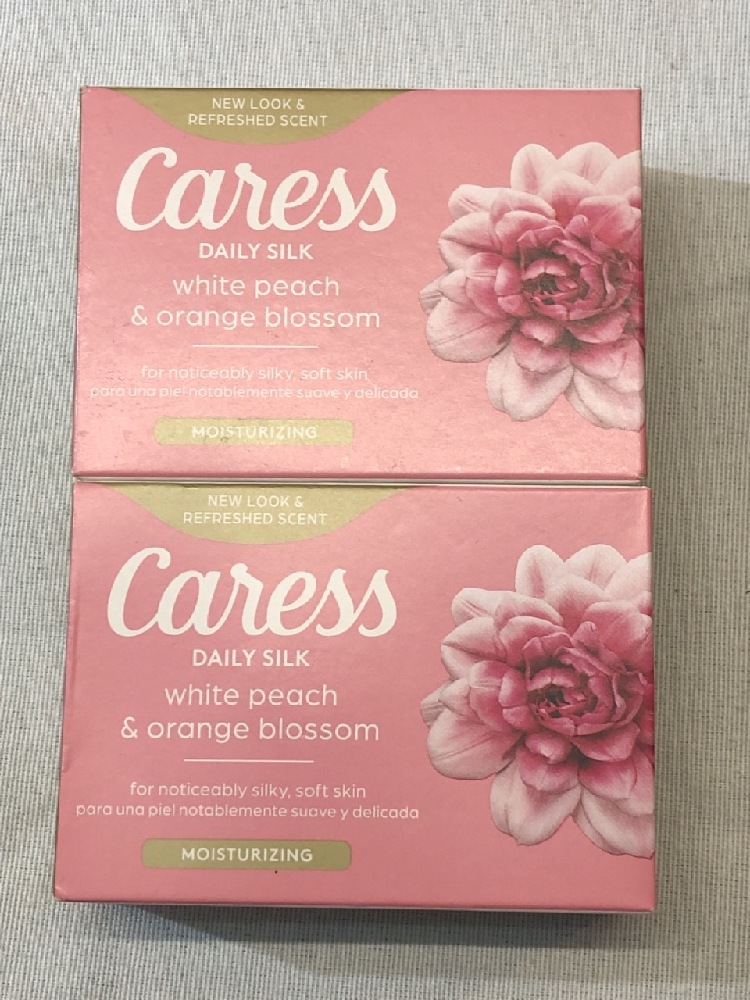 NEW LOOK &
REFRESHED SCENT
Caress
DAILY SILK
white peach
& orange blossom
for noticeably silky, soft skin
para una piel notablemente suave y delicada
MOISTURIZING
NEW LOOK &
REFRESHED SCENT
Caress
DAILY SILK
white peach
& orange blossom
for noticeably silky, soft skin
para una piel notablemente suave y delicada
MOISTURIZING